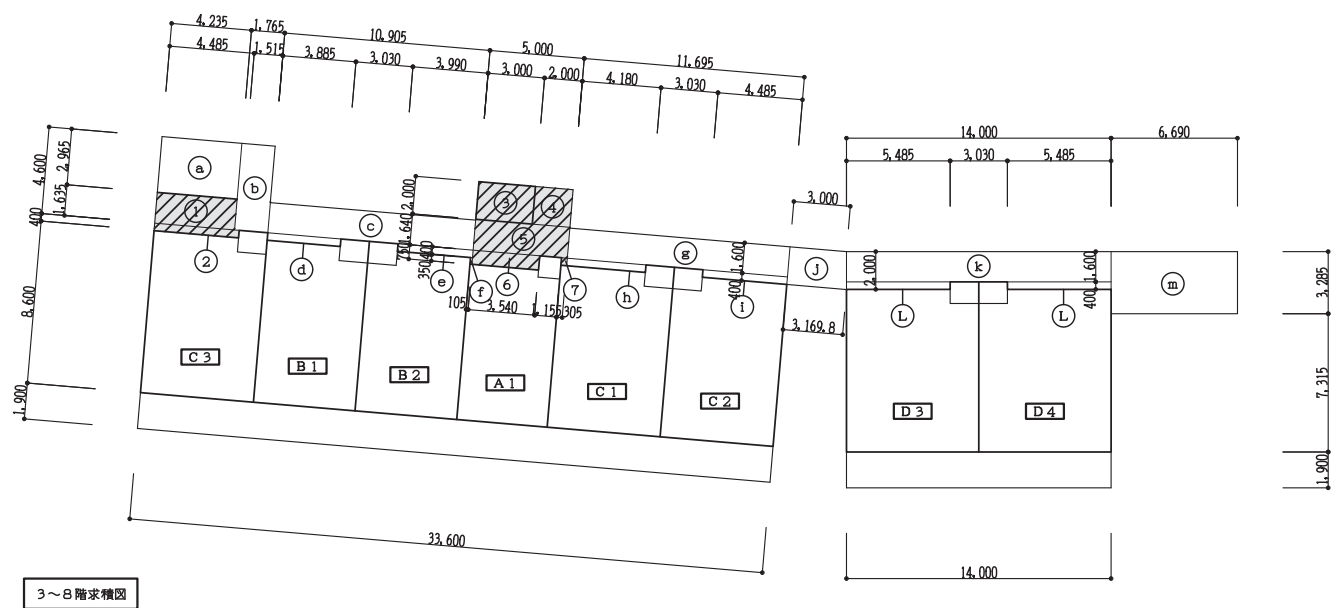 4.235 1.765 10.905 5.000 11.695
4.485 1.515 3.885 3.030 3.990 3.000 2.000 4.180 3.030 4.485
14.000 6.690
5.485 3.030 5.485
4.600 2.965
1.635
400
8.600
1.900
2.000
1.640
750 400
350
3.000
1.600
400
2.000
1.600
400
3.285
7.315
1.900
a
b
1
2
c
d
e
3
4
5
f
6
7
g
h
i
J
k
L
L
m
105 3.540 1.155 305
3.169.8
C3
B1
B2
A1
C1
C2
D3
D4
33.600
14.000
3~8階求積図